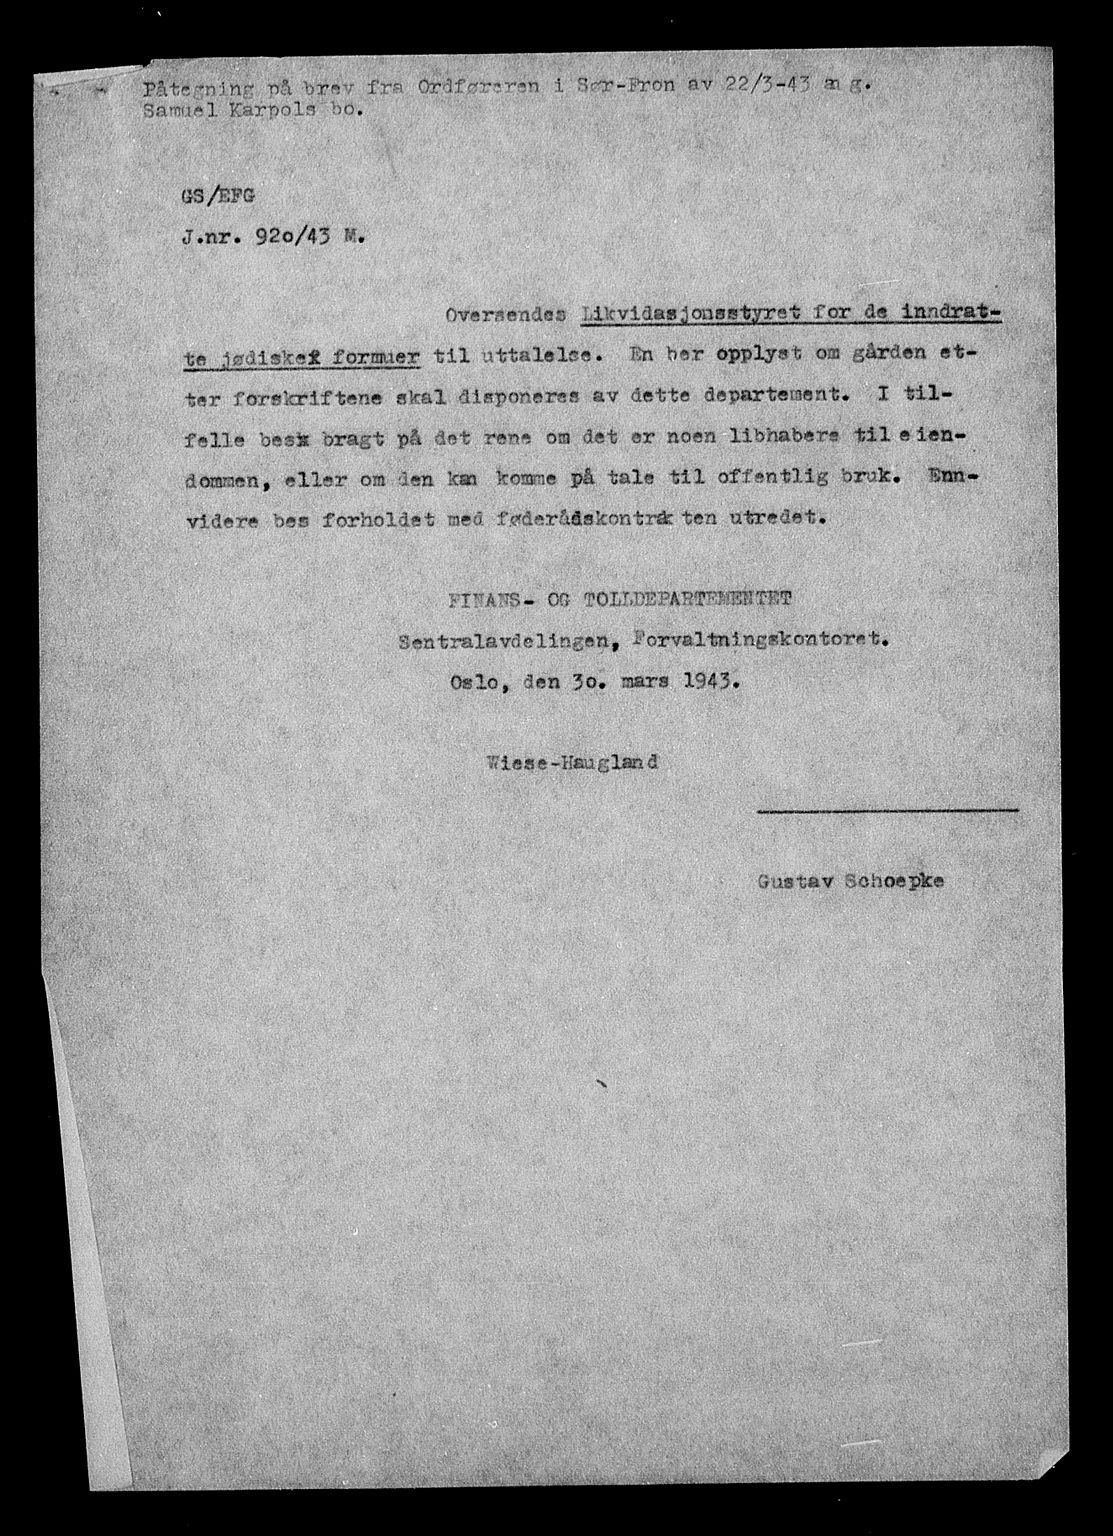 Påtegning på brev fra Ordføreren i Sør-Fron av 22/3-43 ang.
Samuel Karpols bo.
GS/EFG
J.nr. 92o/43 M.
Oversendes Likvidasjonsstyret for de inndrat-
te jødiske formuer til uttalelse. En ber opplyst om gården et-
ter forskriftene skal disponeres av dette departement. I til-
felle bes bragt på det rene om det er noen libhabere til eien-
dommen, eller om den kan komme på tale til offentlig bruk. Enn-
videre bes forholdet med føderådskontrakten utredet.
FINANS- OG TOLLDEPARTEMENTET
Sentralavdelingen, Forvaltningskontoret.
Oslo, den 3o. mars 1943.
Wiese-Haugland
Gustav Schoepke